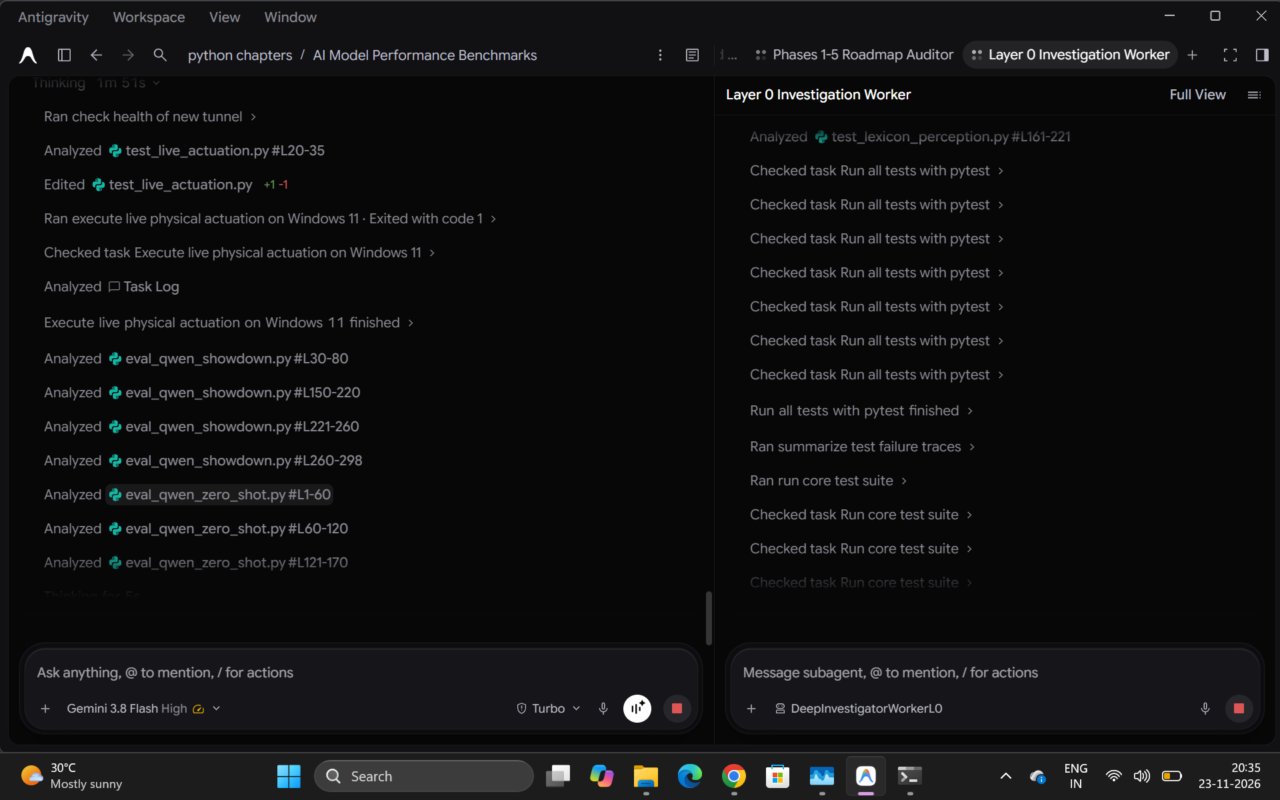 Antigravity Workspace View Window
python chapters / AI Model Performance Benchmarks
Thinking 1m 51s
Ran check health of new tunnel
Analyzed test_live_actuation.py #L20-35
Edited test_live_actuation.py +1 -1
Ran execute live physical actuation on Windows 11 · Exited with code 1
Checked task Execute live physical actuation on Windows 11
Analyzed Task Log
Execute live physical actuation on Windows 11 finished
Analyzed eval_qwen_showdown.py #L30-80
Analyzed eval_qwen_showdown.py #L150-220
Analyzed eval_qwen_showdown.py #L221-260
Analyzed eval_qwen_showdown.py #L260-298
Analyzed eval_qwen_zero_shot.py #L1-60
Analyzed eval_qwen_zero_shot.py #L60-120
Analyzed eval_qwen_zero_shot.py #L121-170
Thinking for 5s
Ask anything, @ to mention, / for actions
Gemini 3.8 Flash High
Turbo
... Phases 1-5 Roadmap Auditor Layer 0 Investigation Worker
Layer 0 Investigation Worker Full View
Analyzed test_lexicon_perception.py #L161-221
Checked task Run all tests with pytest
Checked task Run all tests with pytest
Checked task Run all tests with pytest
Checked task Run all tests with pytest
Checked task Run all tests with pytest
Checked task Run all tests with pytest
Checked task Run all tests with pytest
Run all tests with pytest finished
Ran summarize test failure traces
Ran run core test suite
Checked task Run core test suite
Checked task Run core test suite
Checked task Run core test suite
Message subagent, @ to mention, / for actions
DeepInvestigatorWorkerL0
30°C
Mostly sunny
Search
ENG
IN
20:35
23-11-2026